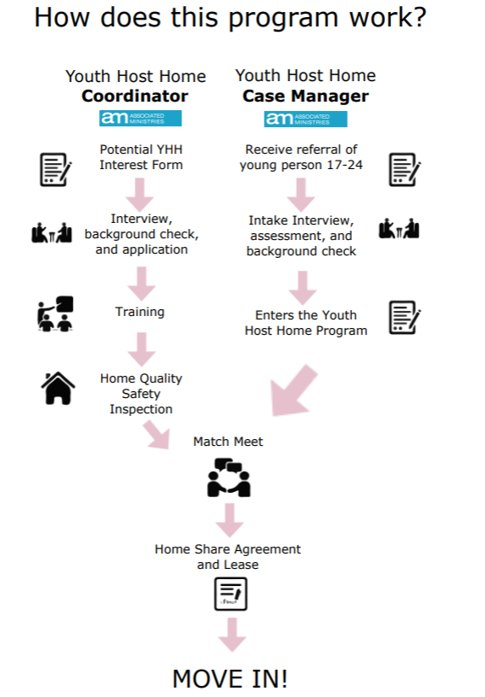 How does this program work?
Youth Host Home
Coordinator
am ASSOCIATED
MINISTRIES
Potential YHH
Interest Form
Interview,
background check,
and application
Training
Home Quality
Safety
Inspection
Youth Host Home
Case Manager
am ASSOCIATED
MINISTRIES
Receive referral of
young person 17-24
Intake Interview,
assessment, and
background check
Enters the Youth
Host Home Program
Match Meet
Home Share Agreement
and Lease
MOVE IN!